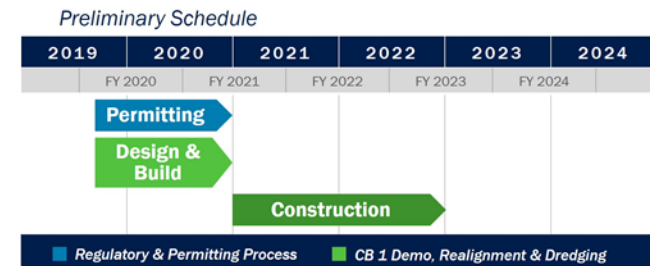 Preliminary Schedule
2019 2020 2021 2022 2023 2024
FY 2020 FY 2021 FY 2022 FY 2023 FY 2024
Permitting
Design &
Build
Construction
Regulatory & Permitting Process CB 1 Demo, Realignment & Dredging